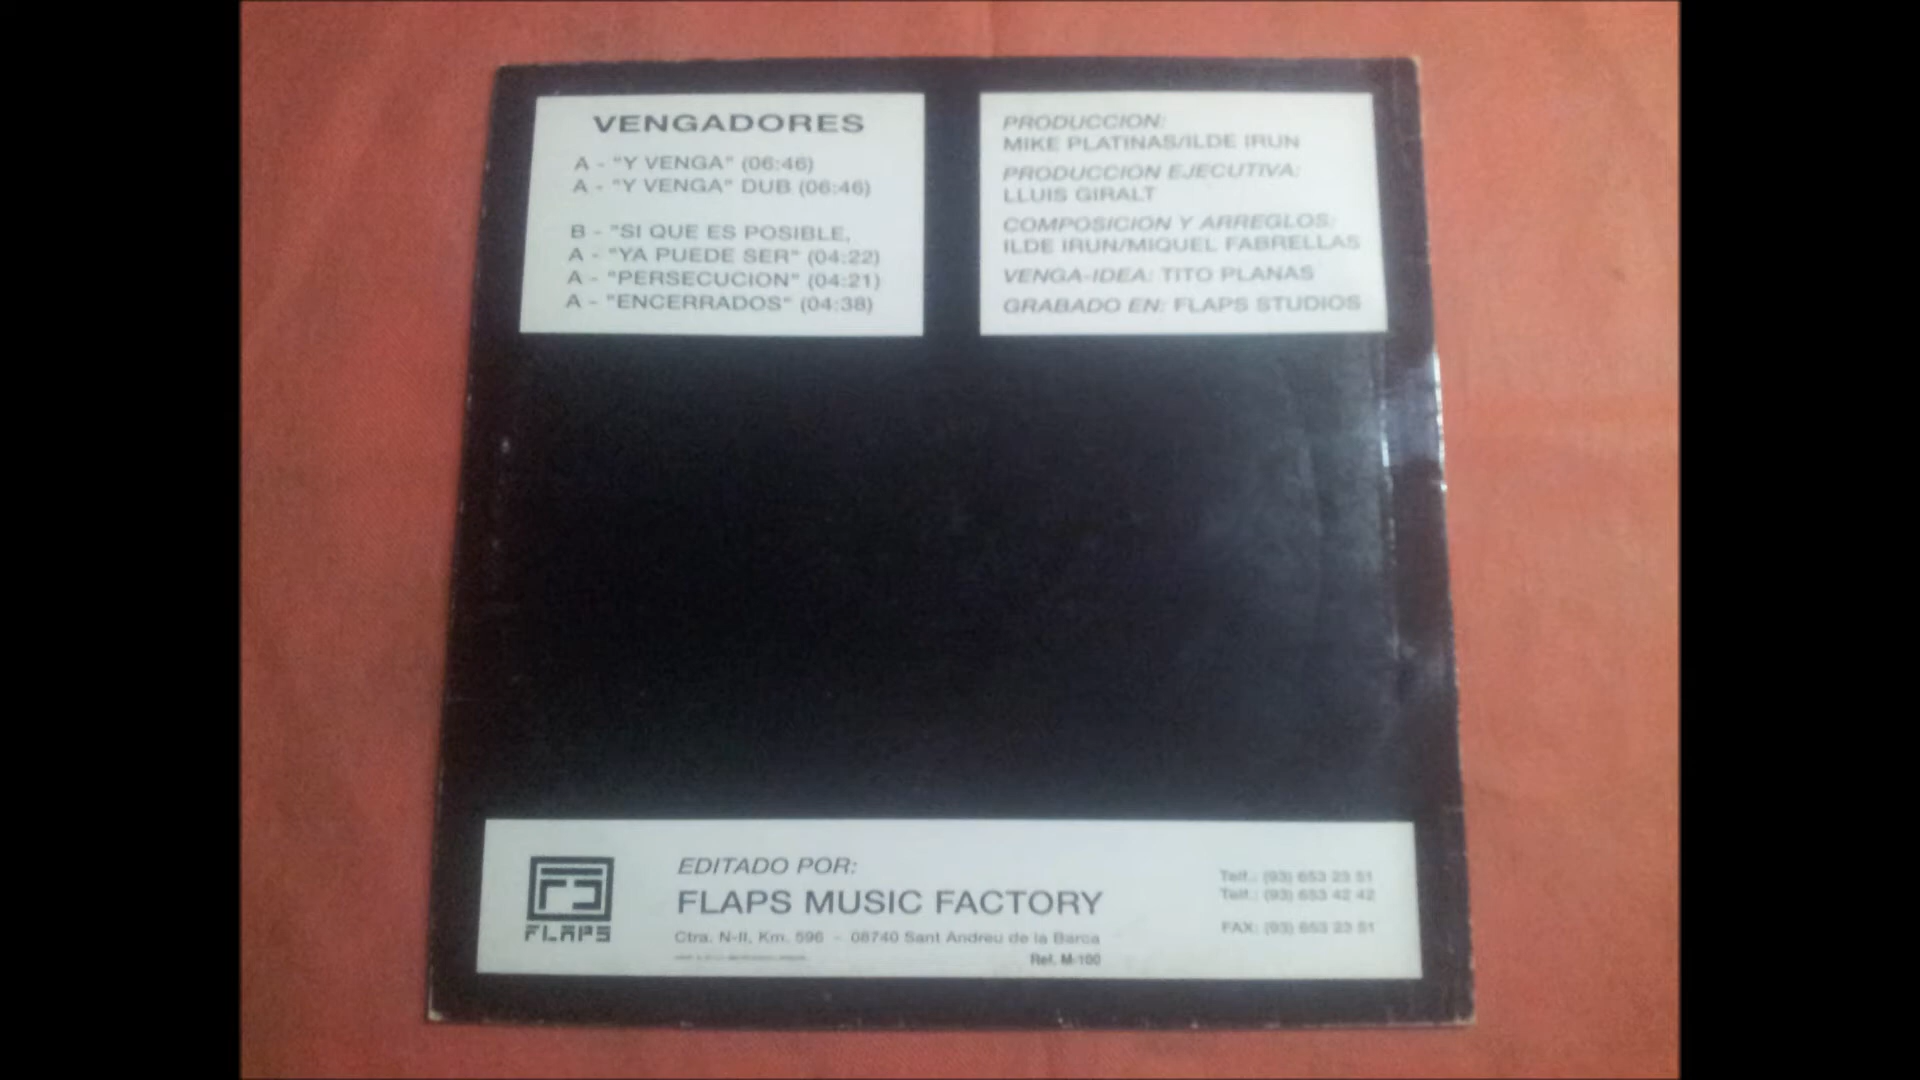 VENGADORES
A - "Y VENGA" (06:46)
A - "Y VENGA" DUB (06:46)
B - "SI QUE ES POSIBLE,
A - "YA PUEDE SER" (04:22)
A - "PERSECUCION" (04:21)
A - "ENCERRADOS" (04:38)
PRODUCCION:
MIKE PLATINAS/ILDE IRUN
PRODUCCION EJECUTIVA:
LLUIS GIRALT
COMPOSICION Y ARREGLOS:
ILDE IRUN/MIQUEL FABRELLAS
VENGA-IDEA: TITO PLANAS
GRABADO EN: FLAPS STUDIOS
FLAPS
EDITADO POR:
FLAPS MUSIC FACTORY
Ctra. N-II, Km. 596 - 08740 Sant Andreu de la Barca
Ref. M-100
Telf.: (93) 653 23 51
Telf.: (93) 653 42 42
FAX: (93) 653 23 51